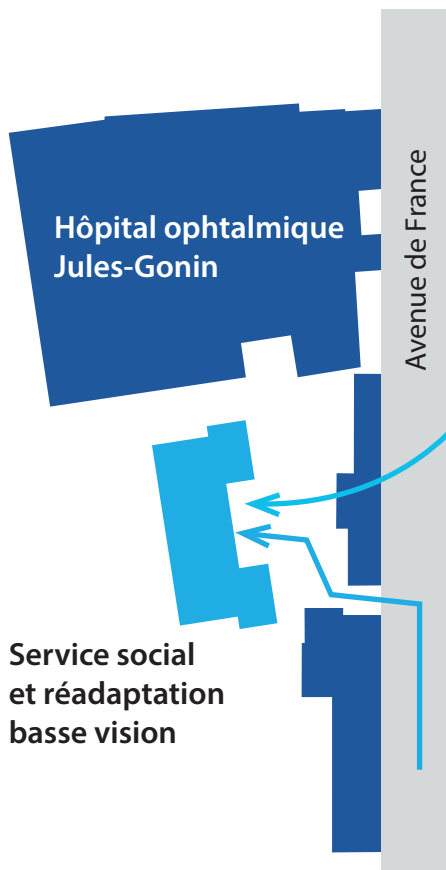 Hôpital ophtalmique
Jules-Gonin
Avenue de France
Service social
et réadaptation
basse vision